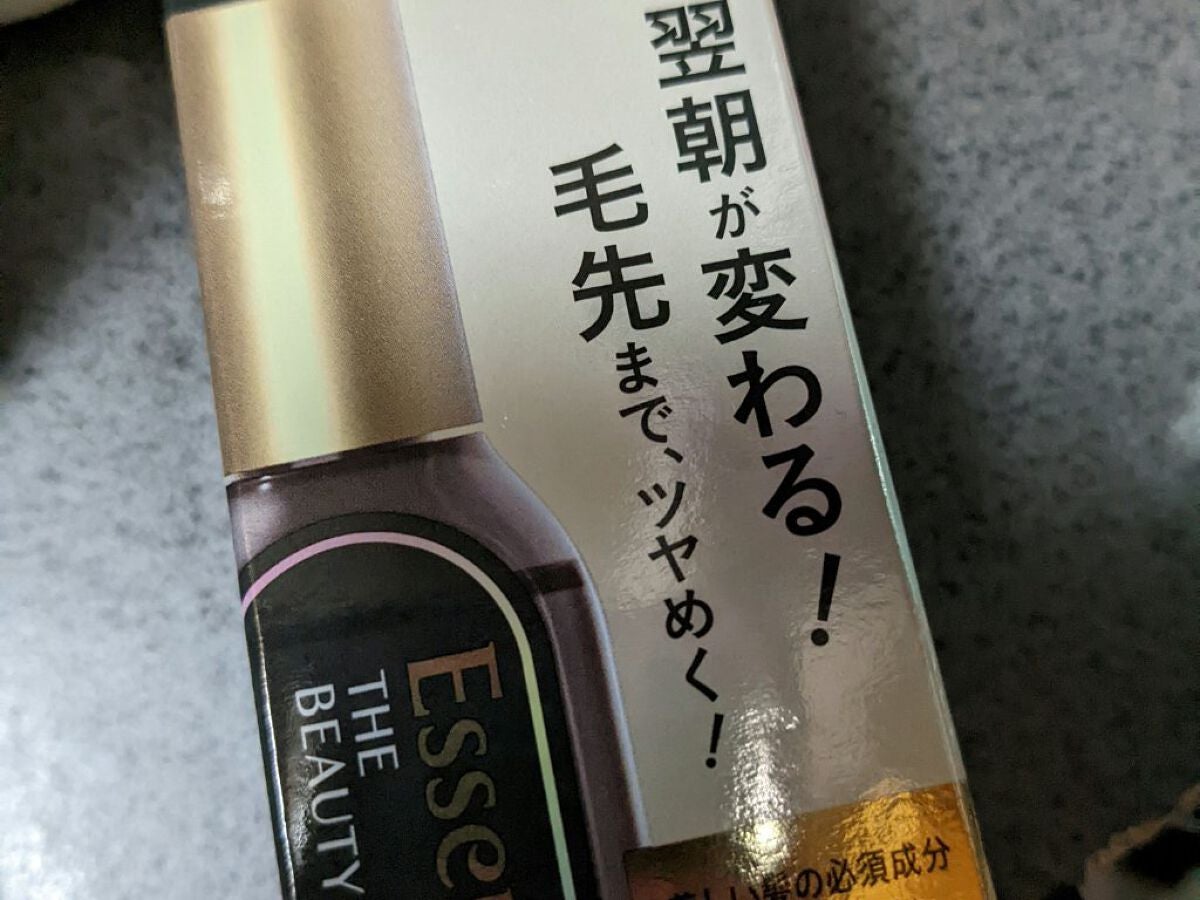 翌朝が変わる!
毛先まで、ツヤめく!
Esse
THE
BEAUTY
しい髪の必須成分